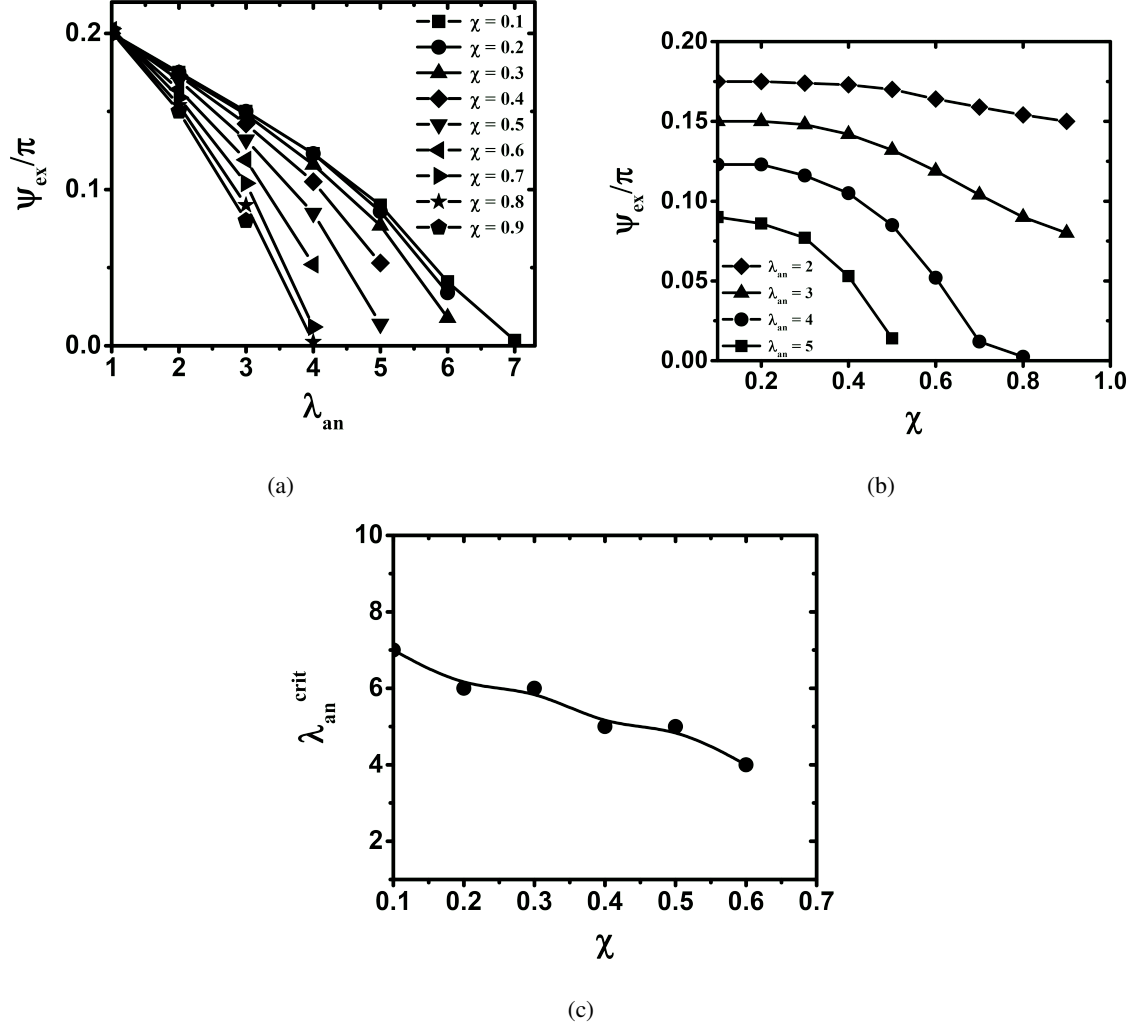 ψex/π
0.2
0.1
0.0
1 2 3 4 5 6 7
λan
χ = 0.1
χ = 0.2
χ = 0.3
χ = 0.4
χ = 0.5
χ = 0.6
χ = 0.7
χ = 0.8
χ = 0.9
(a)
ψex/π
0.20
0.15
0.10
0.05
0.00
λan = 2
λan = 3
λan = 4
λan = 5
0.2 0.4 0.6 0.8 1.0
χ
(b)
λan crit
10
8
6
4
2
0.1 0.2 0.3 0.4 0.5 0.6 0.7
χ
(c)